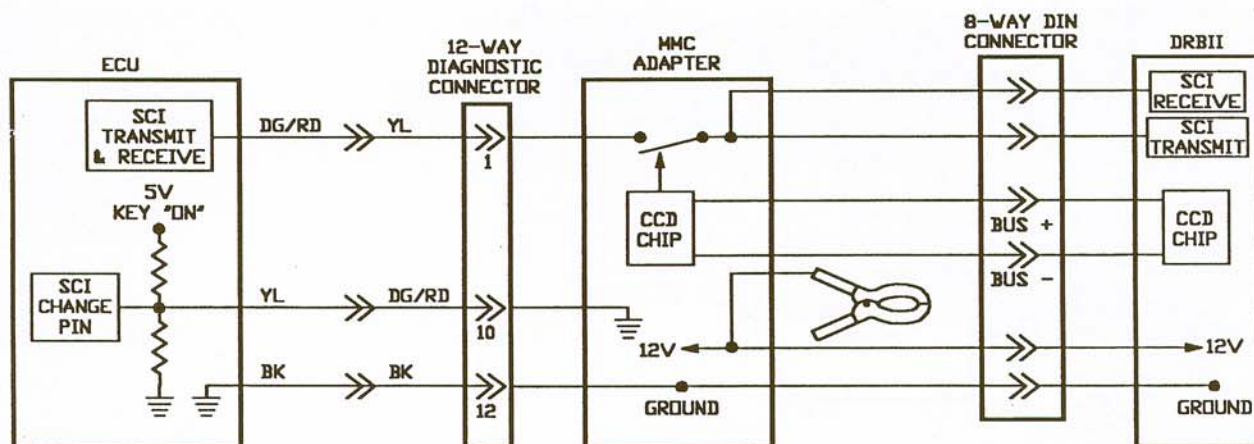 ECU
12-WAY
DIAGNOSTIC
CONNECTOR
MMC
ADAPTER
8-WAY DIN
CONNECTOR
DRBII
SCI
TRANSMIT
& RECEIVE
DG/RD
YL
1
SCI
RECEIVE
SCI
TRANSMIT
5V
KEY "ON"
CCD
CHIP
BUS +
BUS -
CCD
CHIP
SCI
CHANGE
PIN
YL
DG/RD
10
12V
12V
BK
BK
12
GROUND
GROUND